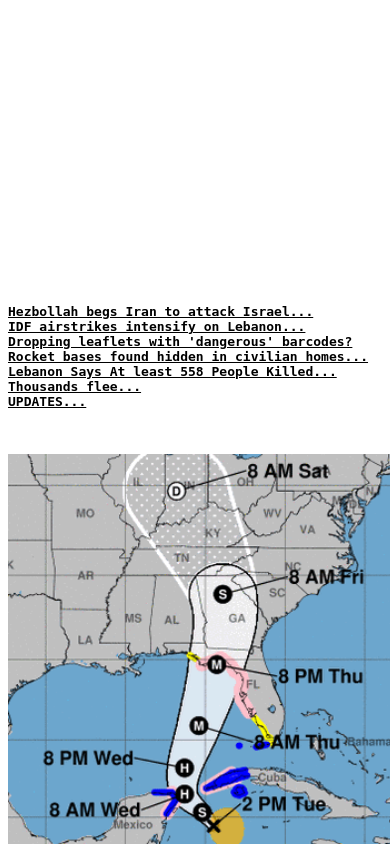 Hezbollah begs Iran to attack Israel...
IDF airstrikes intensify on Lebanon...
Dropping leaflets with 'dangerous' barcodes?
Rocket bases found hidden in civilian homes...
Lebanon Says At least 558 People Killed...
Thousands flee...
UPDATES...
8 AM Sat
IL
OH
D
MO
WV
KY
VA
TN
8 AM Fri
NC
AR
S
SC
MS
AL
GA
LA
M
8 PM Thu
FL
M
8 AM Thu
Bahama
8 PM Wed
H
Cuba
H
8 AM Wed
2 PM Tue
S
Mexico